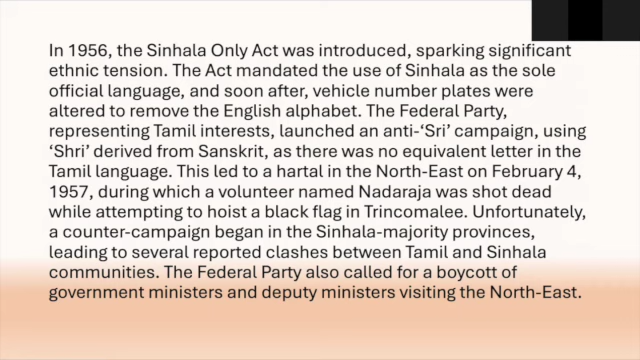 In 1956, the Sinhala Only Act was introduced, sparking significant
ethnic tension. The Act mandated the use of Sinhala as the sole
official language, and soon after, vehicle number plates were
altered to remove the English alphabet. The Federal Party,
representing Tamil interests, launched an anti-‘Sri’ campaign, using
‘Shri’ derived from Sanskrit, as there was no equivalent letter in the
Tamil language. This led to a hartal in the North-East on February 4,
1957, during which a volunteer named Nadaraja was shot dead
while attempting to hoist a black flag in Trincomalee. Unfortunately,
a counter-campaign began in the Sinhala-majority provinces,
leading to several reported clashes between Tamil and Sinhala
communities. The Federal Party also called for a boycott of
government ministers and deputy ministers visiting the North-East.